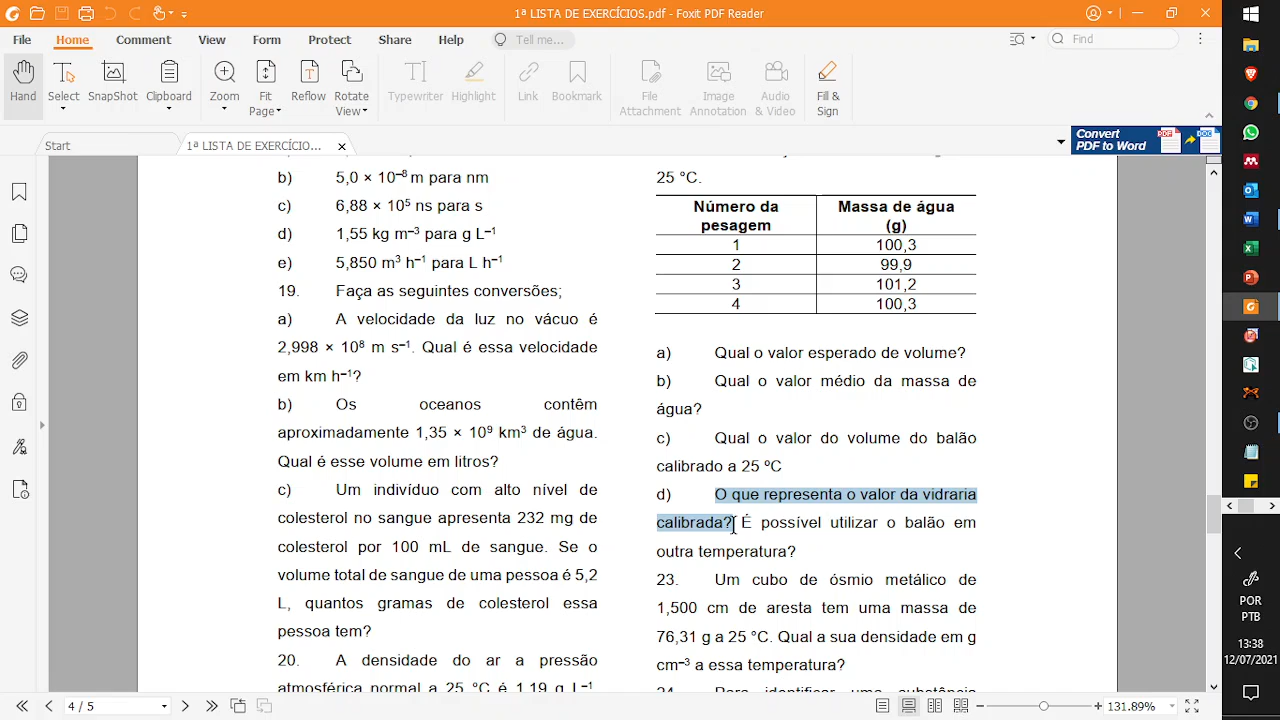 1ª LISTA DE EXERCÍCIOS.pdf - Foxit PDF Reader
File Home Comment View Form Protect Share Help Tell me... Find
Hand Select SnapShot Clipboard Zoom Fit Page Reflow Rotate View Typewriter Highlight Link Bookmark File Attachment Image Annotation Audio & Video Fill & Sign
Start 1ª LISTA DE EXERCÍCIO... Convert PDF to Word
b) 5,0 × 10⁻⁸ m para nm
c) 6,88 × 10⁵ ns para s
d) 1,55 kg m⁻³ para g L⁻¹
e) 5,850 m³ h⁻¹ para L h⁻¹
19. Faça as seguintes conversões;
a) A velocidade da luz no vácuo é
2,998 × 10⁸ m s⁻¹. Qual é essa velocidade
em km h⁻¹?
b) Os oceanos contêm
aproximadamente 1,35 × 10⁹ km³ de água.
Qual é esse volume em litros?
c) Um indivíduo com alto nível de
colesterol no sangue apresenta 232 mg de
colesterol por 100 mL de sangue. Se o
volume total de sangue de uma pessoa é 5,2
L, quantos gramas de colesterol essa
pessoa tem?
20. A densidade do ar a pressão
atmosférica normal a 25 °C é 1,19 g L⁻¹.
25 °C.
Número da pesagem Massa de água (g)
1 100,3
2 99,9
3 101,2
4 100,3
a) Qual o valor esperado de volume?
b) Qual o valor médio da massa de
água?
c) Qual o valor do volume do balão
calibrado a 25 ºC
d) O que representa o valor da vidraria
calibrada? É possível utilizar o balão em
outra temperatura?
23. Um cubo de ósmio metálico de
1,500 cm de aresta tem uma massa de
76,31 g a 25 °C. Qual a sua densidade em g
cm⁻³ a essa temperatura?
24. Para identificar uma substância
4 / 5 131.89%
POR
PTB
13:38
12/07/2021